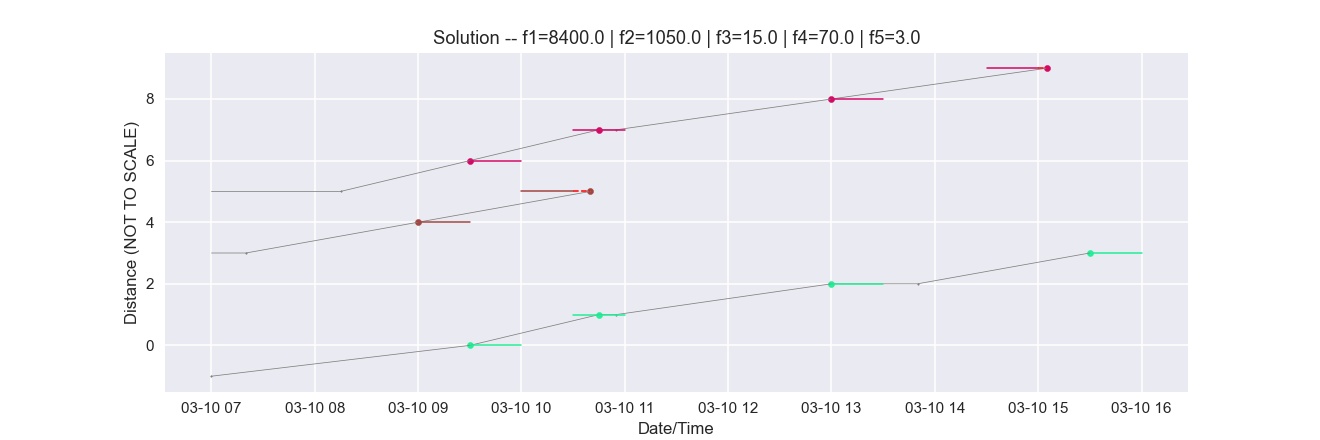 Solution -- f1=8400.0 | f2=1050.0 | f3=15.0 | f4=70.0 | f5=3.0
Distance (NOT TO SCALE)
8
6
4
2
0
03-10 07 03-10 08 03-10 09 03-10 10 03-10 11 03-10 12 03-10 13 03-10 14 03-10 15 03-10 16
Date/Time